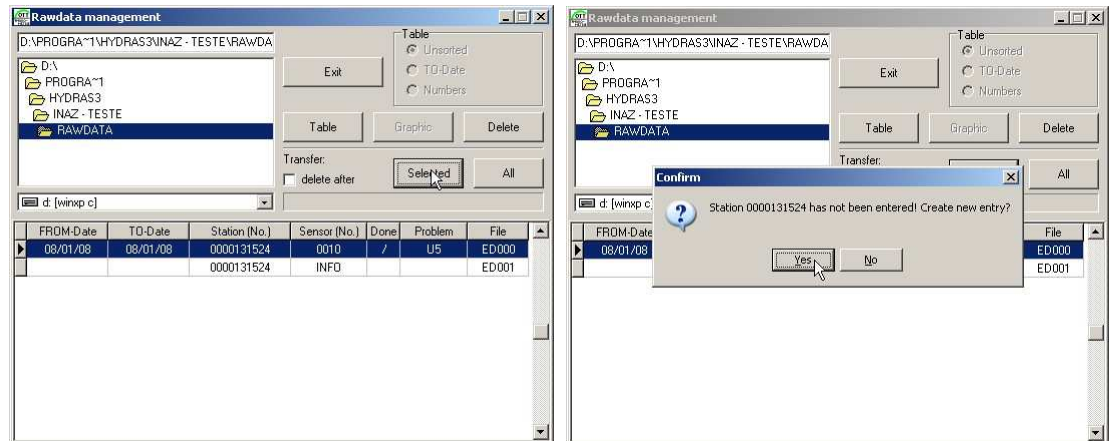 Rawdata management
D:\PROGRA~1\HYDRAS3\INAZ - TESTE\RAWDA
D:\
PROGRA~1
HYDRAS3
INAZ - TESTE
RAWDATA
d: [winxp c]
Exit
Table
Unsorted
TO-Date
Numbers
Table
Graphic
Delete
Transfer:
delete after
Selected
All
FROM-Date TO-Date Station (No.) Sensor (No.) Done Problem File
08/01/08 08/01/08 0000131524 0010 / U5 ED000
0000131524 INFO ED001
Rawdata management
D:\PROGRA~1\HYDRAS3\INAZ - TESTE\RAWDA
D:\
PROGRA~1
HYDRAS3
INAZ - TESTE
RAWDATA
d: [winxp c
Exit
Table
Unsorted
TO-Date
Numbers
Table
Graphic
Delete
Transfer:
All
Confirm
Station 0000131524 has not been entered! Create new entry?
Yes
No
FROM-Date File
08/01/08 ED000
ED001